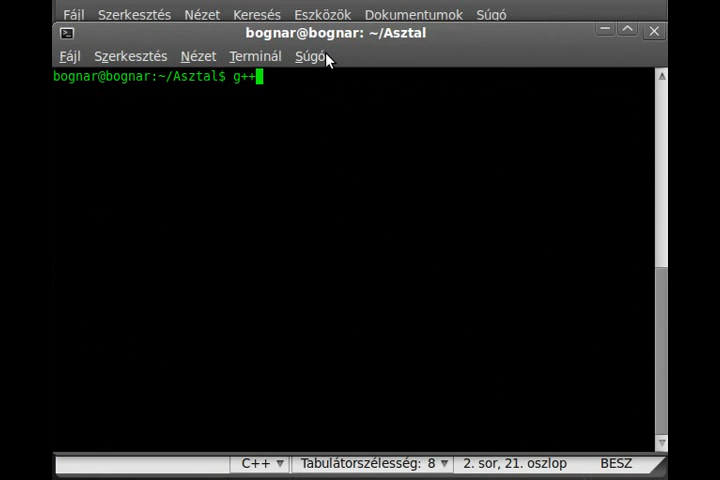 Fájl Szerkesztés Nézet Keresés Eszközök Dokumentumok Súgó
bognar@bognar: ~/Asztal
Fájl Szerkesztés Nézet Terminál Súgó
bognar@bognar:~/Asztal$ g++
C++ Tabulátorszélesség: 8 2. sor, 21. oszlop BESZ